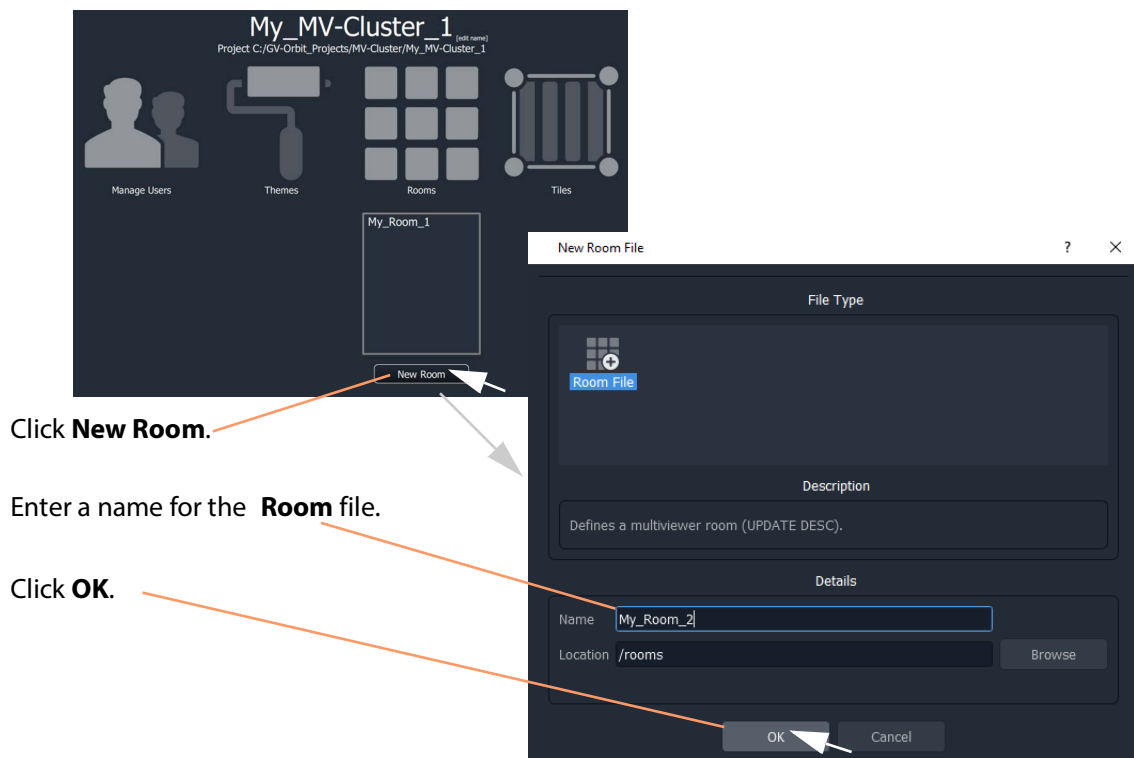 My_MV-Cluster_1 [edit name]
Project C:/GV-Orbit_Projects/MV-Cluster/My_MV-Cluster_1
Manage Users
Themes
Rooms
Tiles
My_Room_1
New Room
Click New Room.
Enter a name for the Room file.
Click OK.
New Room File ? ×
File Type
Room File
Description
Defines a multiviewer room (UPDATE DESC).
Details
Name My_Room_2
Location /rooms Browse
OK Cancel